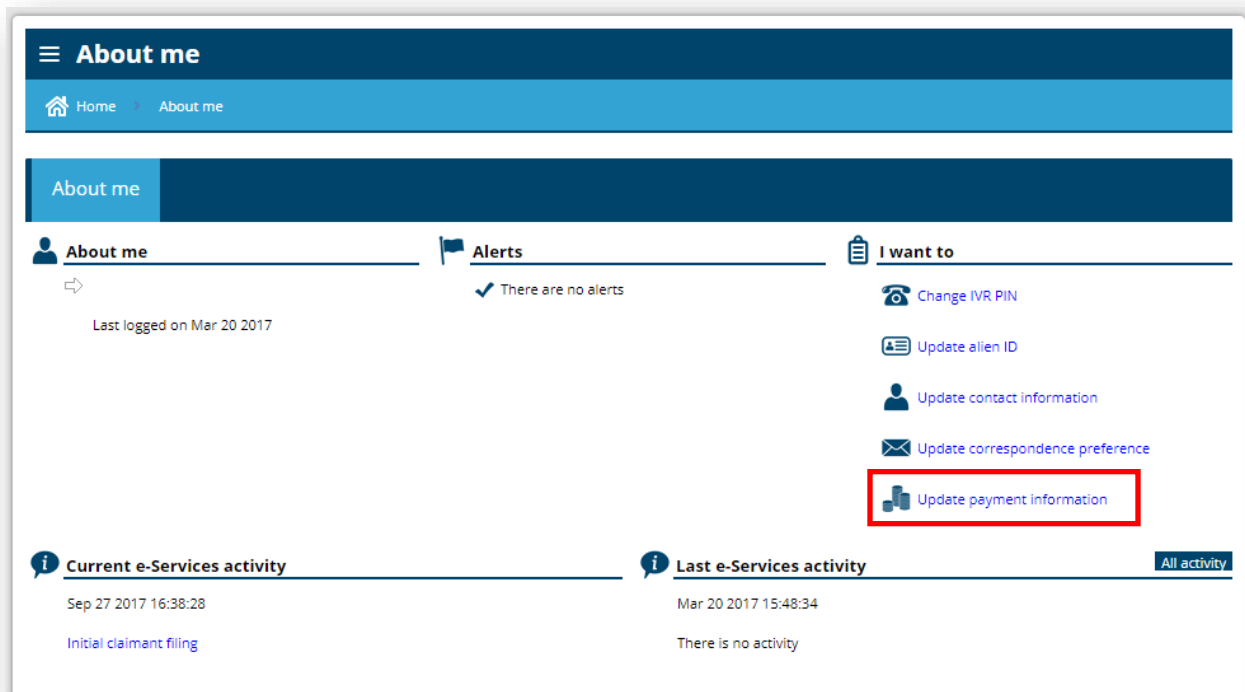 About me
Home
About me
About me
About me
Last logged on Mar 20 2017
Alerts
There are no alerts
I want to
Change IVR PIN
Update alien ID
Update contact information
Update correspondence preference
Update payment information
Current e-Services activity
Sep 27 2017 16:38:28
Initial claimant filing
Last e-Services activity
All activity
Mar 20 2017 15:48:34
There is no activity